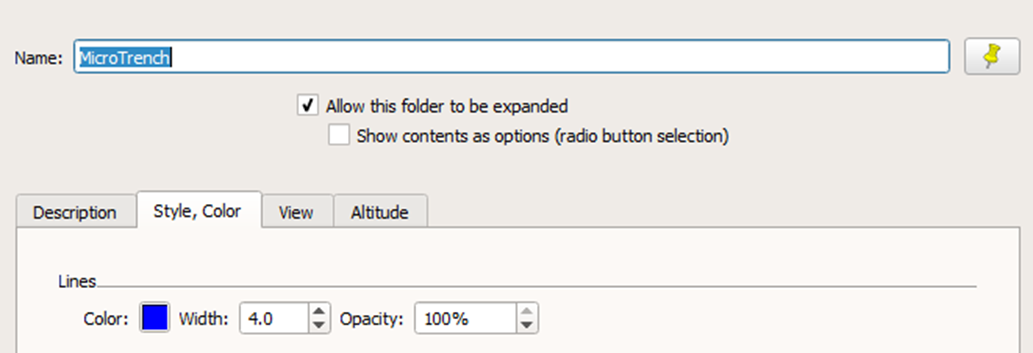 Name: MicroTrench
Allow this folder to be expanded
Show contents as options (radio button selection)
Description Style, Color View Altitude
Lines
Color: Width: 4.0 Opacity: 100%